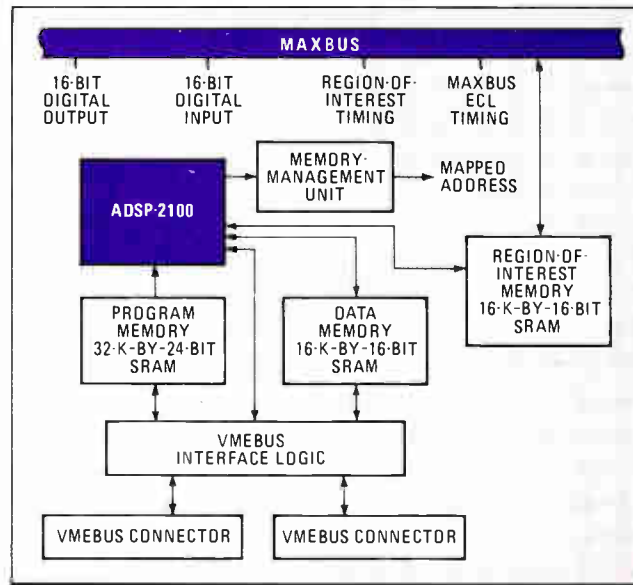 MAXBUS
16-BIT
DIGITAL
OUTPUT
16-BIT
DIGITAL
INPUT
REGION-OF-
INTEREST
TIMING
MAXBUS
ECL
TIMING
MEMORY-
MANAGEMENT
UNIT
MAPPED
ADDRESS
ADSP-2100
REGION-OF-
INTEREST
MEMORY
16-K-BY-16-BIT
SRAM
PROGRAM
MEMORY
32-K-BY-24-BIT
SRAM
DATA
MEMORY
16-K-BY-16-BIT
SRAM
VMEBUS
INTERFACE LOGIC
VMEBUS CONNECTOR
VMEBUS CONNECTOR